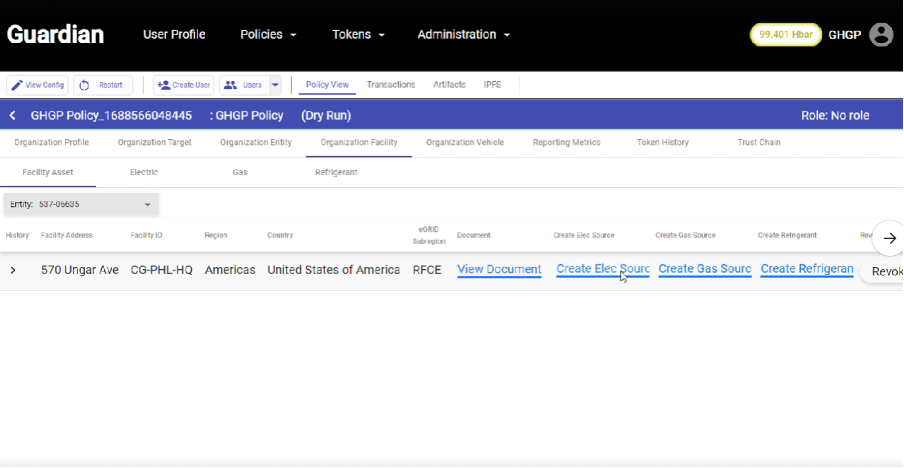 Guardian User Profile Policies Tokens Administration 99.401 Hbar GHGP
View Config Restart Create User Users Policy View Transactions Artifacts IPFS
GHGP Policy_1688566048445 : GHGP Policy (Dry Run) Role: No role
Organization Profile Organization Target Organization Entity Organization Facility Organization Vehicle Reporting Metrics Token History Trust Chain
Facility Asset Electric Gas Refrigerant
Entity: 537-06635
History Facility Address Facility ID Region Country eGRID Subregion Document Create Elec Source Create Gas Source Create Refrigerant
570 Ungar Ave CG-PHL-HQ Americas United States of America RFCE View Document Create Elec Sourc Create Gas Sourc Create Refrigeran Revok